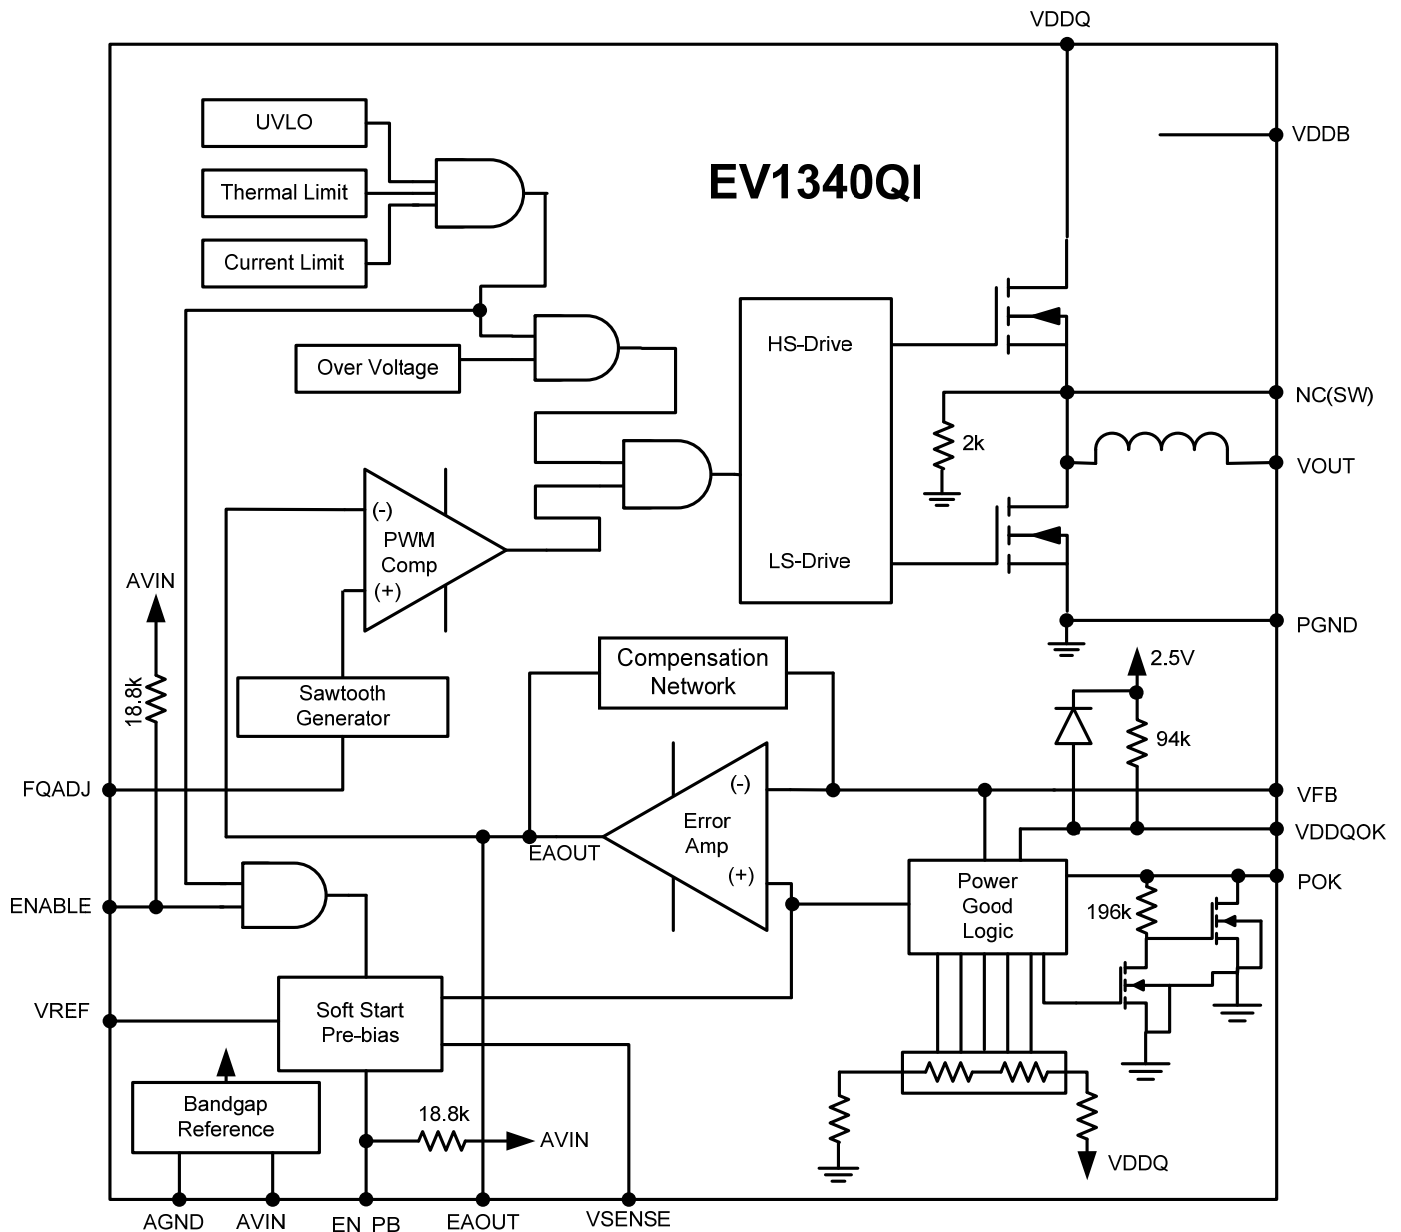 VDDQ
UVLO
VDDB
EV1340QI
Thermal Limit
Current Limit
HS-Drive
Over Voltage
NC(SW)
2k
VOUT
(-)
PWM
Comp
(+)
LS-Drive
AVIN
PGND
18.8k
Compensation
Network
2.5V
Sawtooth
Generator
94k
FQADJ
(-)
VFB
Error
Amp
VDDQOK
EAOUT
(+)
Power
Good
Logic
POK
ENABLE
196k
VREF
Soft Start
Pre-bias
Bandgap
Reference
18.8k
AVIN
VDDQ
AGND
AVIN
EN_PB
EAOUT
VSENSE